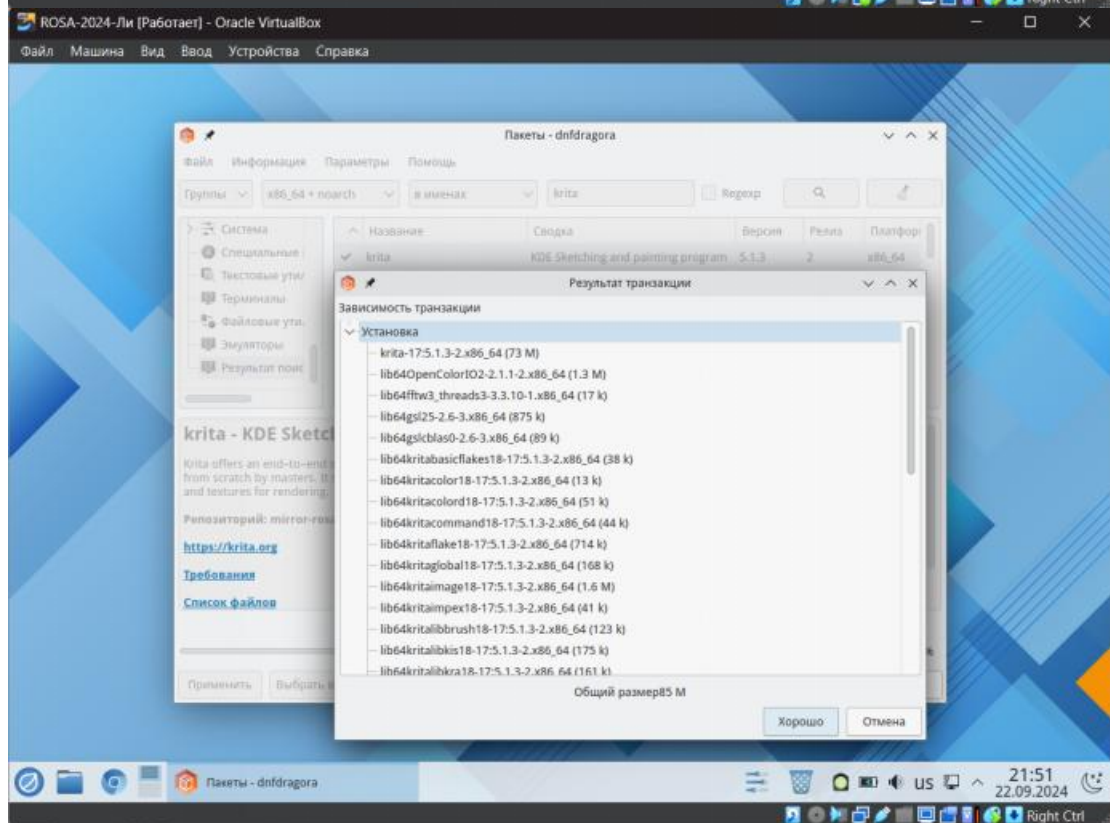 Right Ctrl
ROSA-2024-Ли [Работает] - Oracle VirtualBox
Файл Машина Вид Ввод Устройства Справка
Пакеты - dnfdragora
Файл Информация Параметры Помощь
Группы x86_64 + noarch в именах krita Regexp
Система
Специальные
Текстовые ути
Терминалы
Файловые ути.
Эмуляторы
Результат поис
Название Сводка Версия Релиз Платфор
krita KDE Sketching and painting program 5.1.3 2 x86_64
krita - KDE Sketc
Krita offers an end-to-end
from scratch by masters. It
and textures for rendering.
Репозиторий: mirror-rosa
https://krita.org
Требования
Список файлов
Применить Выбрать в
Результат транзакции
Зависимость транзакции
Установка
krita-17:5.1.3-2.x86_64 (73 M)
lib64OpenColorIO2-2.1.1-2.x86_64 (1.3 M)
lib64fftw3_threads3-3.3.10-1.x86_64 (17 k)
lib64gsl25-2.6-3.x86_64 (875 k)
lib64gslcblas0-2.6-3.x86_64 (89 k)
lib64kritabasicflakes18-17:5.1.3-2.x86_64 (38 k)
lib64kritacolor18-17:5.1.3-2.x86_64 (13 k)
lib64kritacolord18-17:5.1.3-2.x86_64 (51 k)
lib64kritacommand18-17:5.1.3-2.x86_64 (44 k)
lib64kritaflake18-17:5.1.3-2.x86_64 (714 k)
lib64kritaglobal18-17:5.1.3-2.x86_64 (168 k)
lib64kritaimage18-17:5.1.3-2.x86_64 (1.6 M)
lib64kritaimpex18-17:5.1.3-2.x86_64 (41 k)
lib64kritalibbrush18-17:5.1.3-2.x86_64 (123 k)
lib64kritalibkis18-17:5.1.3-2.x86_64 (175 k)
lib64kritalibkra18-17:5.1.3-2.x86_64 (161 k)
Общий размер85 M
Хорошо Отмена
Пакеты - dnfdragora
US
21:51
22.09.2024
Right Ctrl